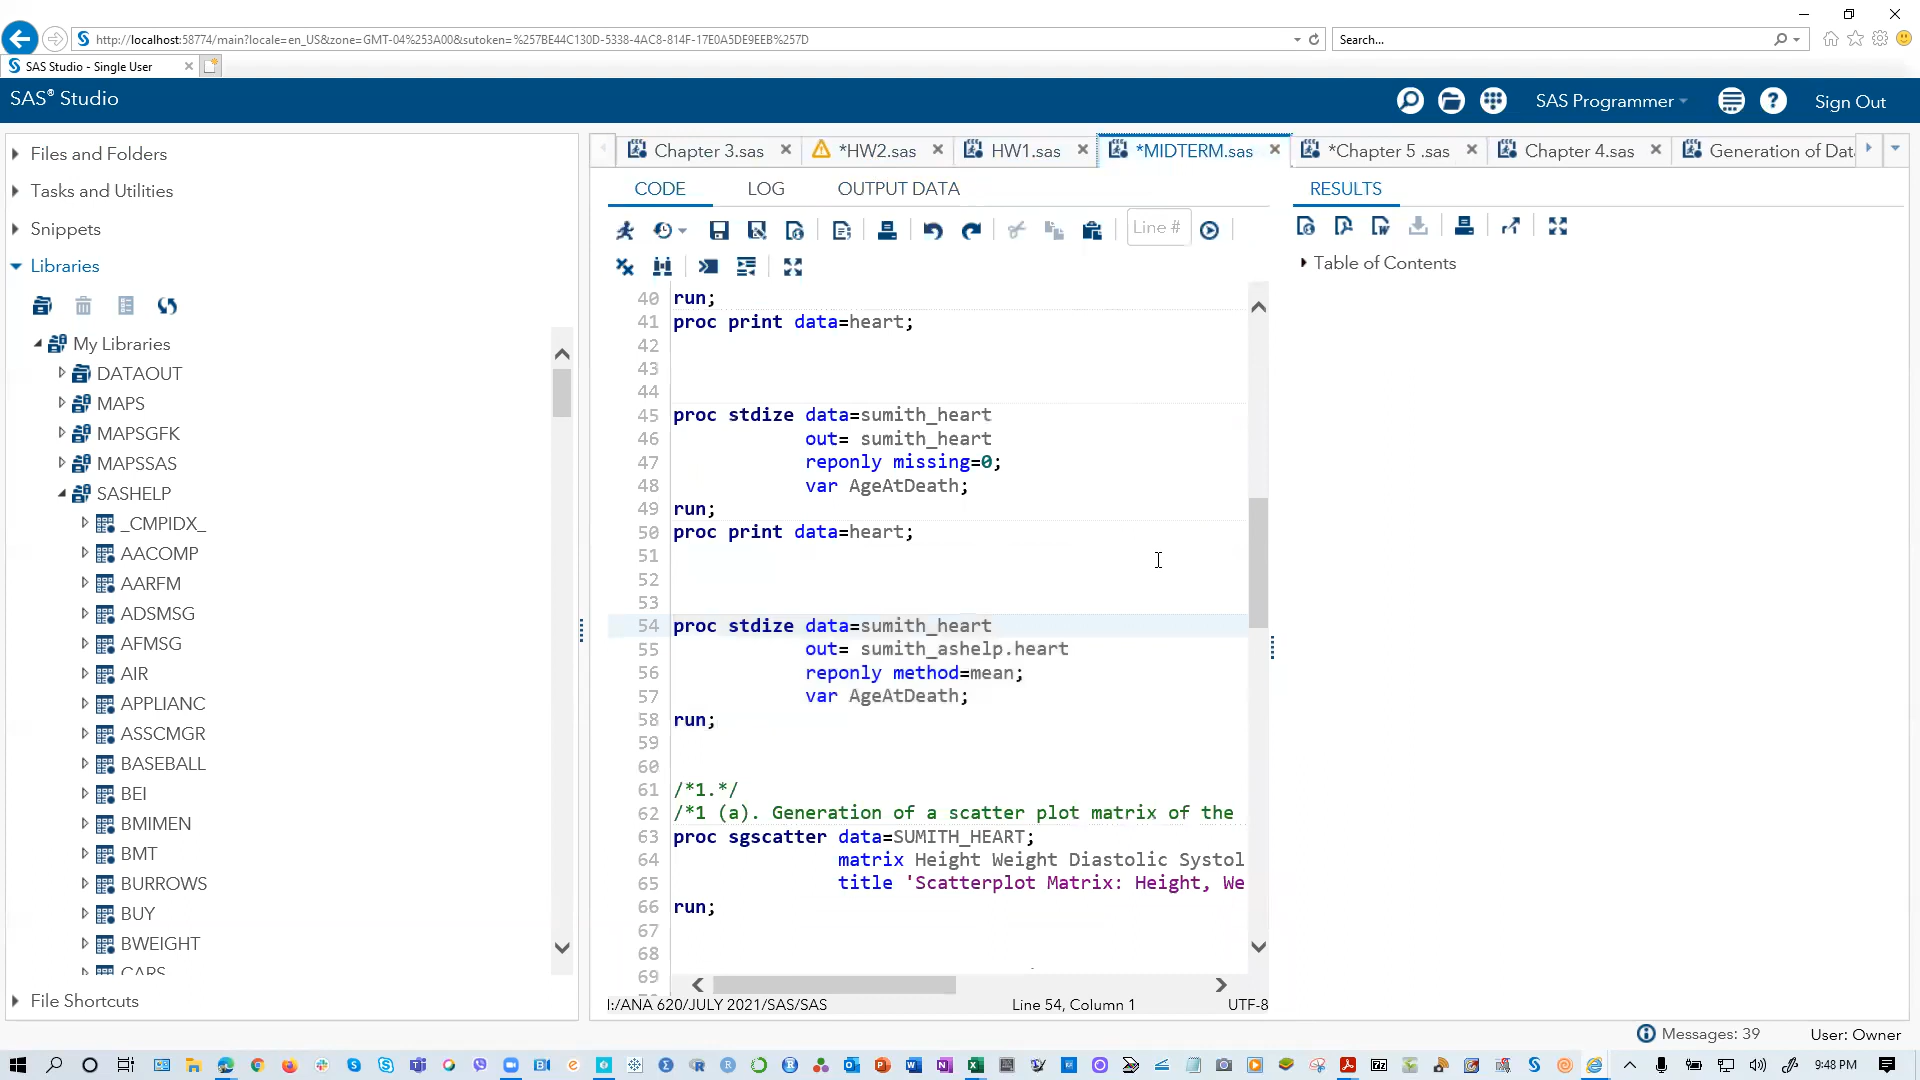 http://localhost:58774/main?locale=en_US&zone=GMT-04%253A00&sutoken=%257BE44C130D-5338-4AC8-814F-17E0A5DE9EEB%257D
Search...
SAS Studio - Single User
SAS® Studio
SAS Programmer
Sign Out
Files and Folders
Tasks and Utilities
Snippets
Libraries
My Libraries
DATAOUT
MAPS
MAPSGFK
MAPSSAS
SASHELP
_CMPIDX_
AACOMP
AARFM
ADSMSG
AFMSG
AIR
APPLIANC
ASSCMGR
BASEBALL
BEI
BMIMEN
BMT
BURROWS
BUY
BWEIGHT
CARS
File Shortcuts
Chapter 3.sas
*HW2.sas
HW1.sas
*MIDTERM.sas
*Chapter 5 .sas
Chapter 4.sas
Generation of Data
CODE
LOG
OUTPUT DATA
Line #
40 run;
41 proc print data=heart;
42
43
44
45 proc stdize data=sumith_heart
46 out= sumith_heart
47 reponly missing=0;
48 var AgeAtDeath;
49 run;
50 proc print data=heart;
51
52
53
54 proc stdize data=sumith_heart
55 out= sumith_ashelp.heart
56 reponly method=mean;
57 var AgeAtDeath;
58 run;
59
60
61 /*1.*/
62 /*1 (a). Generation of a scatter plot matrix of the
63 proc sgscatter data=SUMITH_HEART;
64 matrix Height Weight Diastolic Systol
65 title 'Scatterplot Matrix: Height, We
66 run;
67
68
69
I:/ANA 620/JULY 2021/SAS/SAS
Line 54, Column 1
UTF-8
RESULTS
Table of Contents
Messages: 39
User: Owner
9:48 PM